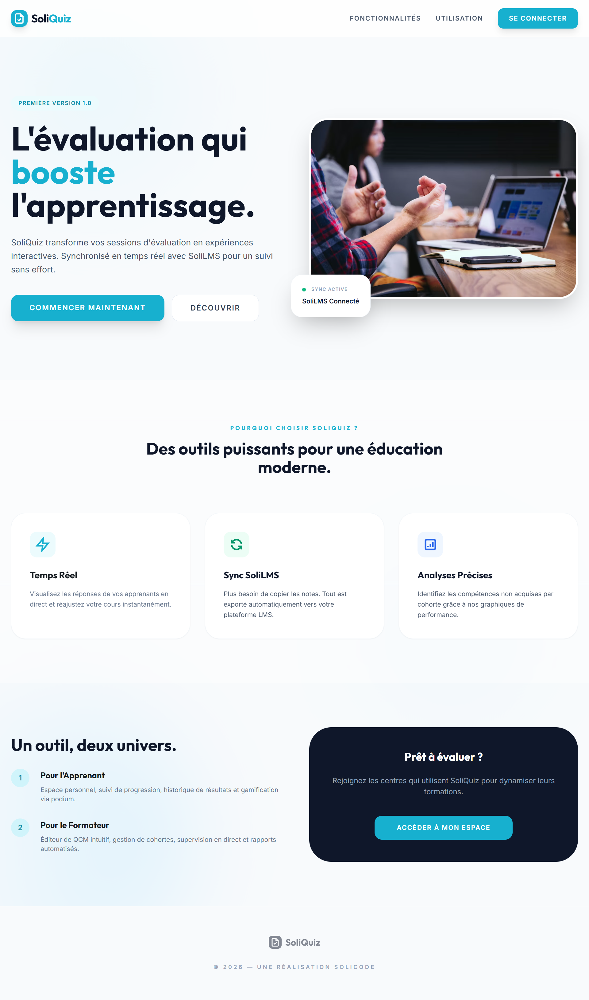 SoliQuiz
FONCTIONNALITÉS
UTILISATION
SE CONNECTER
PREMIÈRE VERSION 1.0
L'évaluation qui
booste
l'apprentissage.
SoliQuiz transforme vos sessions d'évaluation en expériences
interactives. Synchronisé en temps réel avec SoliLMS pour un suivi
sans effort.
COMMENCER MAINTENANT
DÉCOUVRIR
SYNC ACTIVE
SoliLMS Connecté
POURQUOI CHOISIR SOLIQUIZ ?
Des outils puissants pour une éducation
moderne.
Temps Réel
Visualisez les réponses de vos apprenants en
direct et réajustez votre cours instantanément.
Sync SoliLMS
Plus besoin de copier les notes. Tout est
exporté automatiquement vers votre
plateforme LMS.
Analyses Précises
Identifiez les compétences non acquises par
cohorte grâce à nos graphiques de
performance.
Un outil, deux univers.
1
Pour l'Apprenant
Espace personnel, suivi de progression, historique de résultats et gamification
via podium.
2
Pour le Formateur
Éditeur de QCM intuitif, gestion de cohortes, supervision en direct et rapports
automatisés.
Prêt à évaluer ?
Rejoignez les centres qui utilisent SoliQuiz pour dynamiser leurs
formations.
ACCÉDER À MON ESPACE
SoliQuiz
© 2026 — UNE RÉALISATION SOLICODE